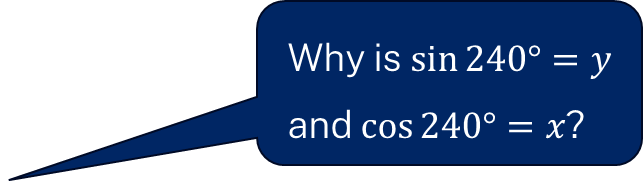 Why is sin 240° = y
and cos 240° = x?